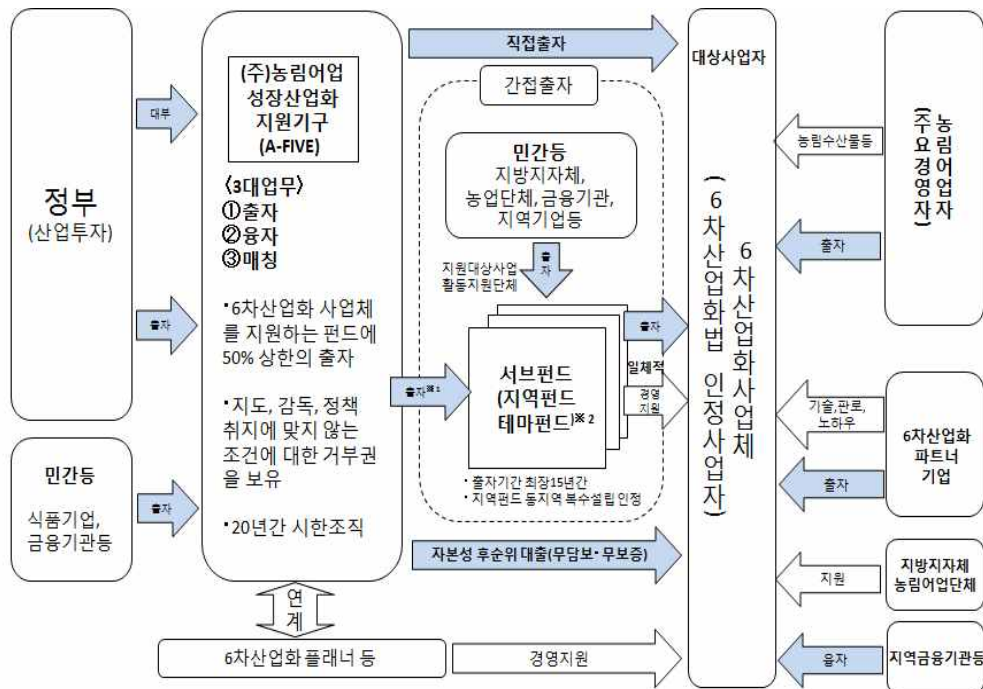 정부
(산업투자)
민간등
식품기업,
금융기관등
대부
출자
출자
(주)농림어업
성장산업화
지원기구
(A-FIVE)
〈3대업무〉
①출자
②융자
③매칭
▪6차산업화 사업체
를 지원하는 펀드에
50% 상한의 출자
▪지도, 감독, 정책
취지에 맞지 않는
조건에 대한 거부권
을 보유
▪20년간 시한조직
연계
6차산업화 플래너 등
직접출자
간접출자
민간등
지방지자체,
농업단체, 금융기관,
지역기업등
지원대상사업
활동지원단체
출자
출자※1
서브펀드
(지역펀드
테마펀드)※2
▪출자기간 최장15년간
▪지역펀드 동지역 복수설립 인정
출자
일체적
경영
지원
자본성 후순위 대출(무담보▪무보증)
경영지원
대상사업자
6차산업화사업체
(6차산업화법 인정사업자)
농림수산물등
출자
기술,판로,
노하우
출자
지원
융자
농림어업자
(주요경영자)
6차산업화
파트너
기업
지방지자체
농림어업단체
지역금융기관등